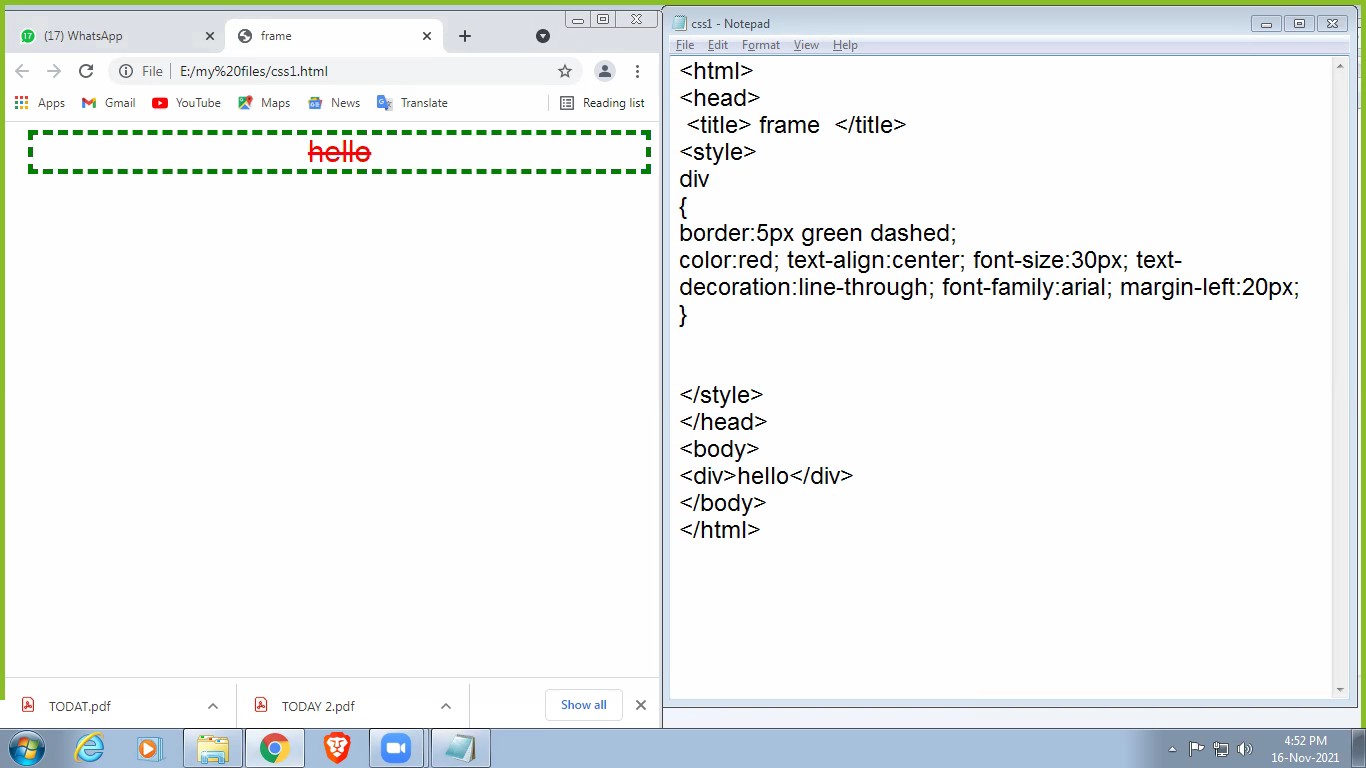 (17) WhatsApp
frame
File
E:/my%20files/css1.html
Apps
Gmail
YouTube
Maps
News
Translate
Reading list
hello
TODAT.pdf
TODAY 2.pdf
Show all
css1 - Notepad
File Edit Format View Help
<html>
<head>
<title> frame </title>
<style>
div
{
border:5px green dashed;
color:red; text-align:center; font-size:30px; text-
decoration:line-through; font-family:arial; margin-left:20px;
}
</style>
</head>
<body>
<div>hello</div>
</body>
</html>
4:52 PM
16-Nov-2021